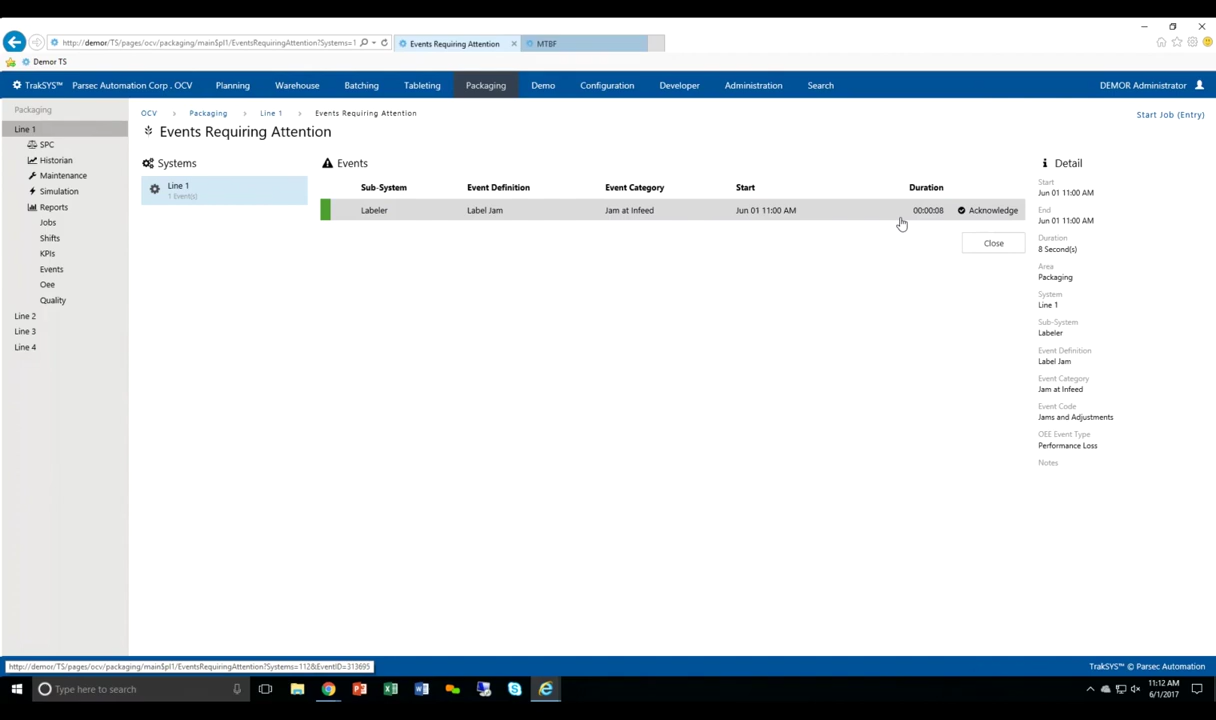 http://demor/TS/pages/ocv/packaging/main$pl1/EventsRequiringAttention?Systems=1
Events Requiring Attention
MTBF
Demor TS
TrakSYS™ Parsec Automation Corp . OCV Planning Warehouse Batching Tableting Packaging Demo Configuration Developer Administration Search DEMOR Administrator
Packaging
Line 1
SPC
Historian
Maintenance
Simulation
Reports
Jobs
Shifts
KPIs
Events
Oee
Quality
Line 2
Line 3
Line 4
OCV > Packaging > Line 1 > Events Requiring Attention
Start Job (Entry)
Events Requiring Attention
Systems
Line 1
1 Event(s)
Events
Sub-System Event Definition Event Category Start Duration
Labeler Label Jam Jam at Infeed Jun 01 11:00 AM 00:00:08 Acknowledge
Close
Detail
Start
Jun 01 11:00 AM
End
Jun 01 11:00 AM
Duration
8 Second(s)
Area
Packaging
System
Line 1
Sub-System
Labeler
Event Definition
Label Jam
Event Category
Jam at Infeed
Event Code
Jams and Adjustments
OEE Event Type
Performance Loss
Notes
http://demor/TS/pages/ocv/packaging/main$pl1/EventsRequiringAttention?Systems=112&EventID=313695
TrakSYS™ © Parsec Automation
Type here to search
11:12 AM
6/1/2017